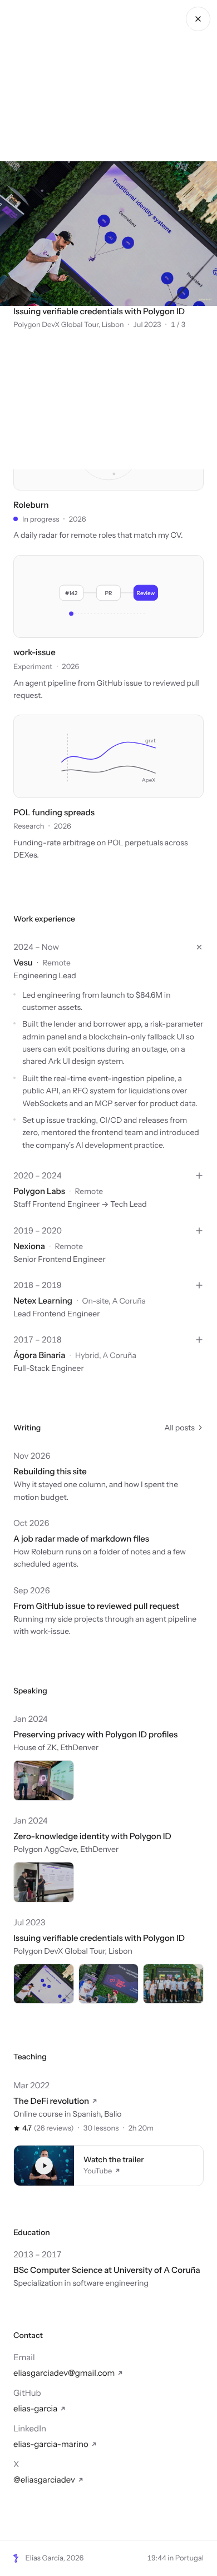 Traditional identity systems
Centralised
Issuing verifiable credentials with Polygon ID
Polygon DevX Global Tour, Lisbon · Jul 2023 · 1 / 3
Roleburn
In progress · 2026
A daily radar for remote roles that match my CV.
#142
PR
Review
work-issue
Experiment · 2026
An agent pipeline from GitHub issue to reviewed pull
request.
grvt
ApeX
POL funding spreads
Research · 2026
Funding-rate arbitrage on POL perpetuals across
DEXes.
Work experience
2024 – Now
Vesu · Remote
Engineering Lead
Led engineering from launch to $84.6M in
customer assets.
Built the lender and borrower app, a risk-parameter
admin panel and a blockchain-only fallback UI so
users can exit positions during an outage, on a
shared Ark UI design system.
Built the real-time event-ingestion pipeline, a
public API, an RFQ system for liquidations over
WebSockets and an MCP server for product data.
Set up issue tracking, CI/CD and releases from
zero, mentored the frontend team and introduced
the company's AI development practice.
2020 – 2024
Polygon Labs · Remote
Staff Frontend Engineer → Tech Lead
2019 – 2020
Nexiona · Remote
Senior Frontend Engineer
2018 – 2019
Netex Learning · On-site, A Coruña
Lead Frontend Engineer
2017 – 2018
Ágora Binaria · Hybrid, A Coruña
Full-Stack Engineer
Writing
All posts
Nov 2026
Rebuilding this site
Why it stayed one column, and how I spent the
motion budget.
Oct 2026
A job radar made of markdown files
How Roleburn runs on a folder of notes and a few
scheduled agents.
Sep 2026
From GitHub issue to reviewed pull request
Running my side projects through an agent pipeline
with work-issue.
Speaking
Jan 2024
Preserving privacy with Polygon ID profiles
House of ZK, EthDenver
Jan 2024
Zero-knowledge identity with Polygon ID
Polygon AggCave, EthDenver
Jul 2023
Issuing verifiable credentials with Polygon ID
Polygon DevX Global Tour, Lisbon
Teaching
Mar 2022
The DeFi revolution ↗
Online course in Spanish, Balio
★ 4.7 (26 reviews) · 30 lessons · 2h 20m
Watch the trailer
YouTube ↗
Education
2013 – 2017
BSc Computer Science at University of A Coruña
Specialization in software engineering
Contact
Email
eliasgarciadev@gmail.com ↗
GitHub
elias-garcia ↗
LinkedIn
elias-garcia-marino ↗
X
@eliasgarciadev ↗
Elías García, 2026
19:44 in Portugal